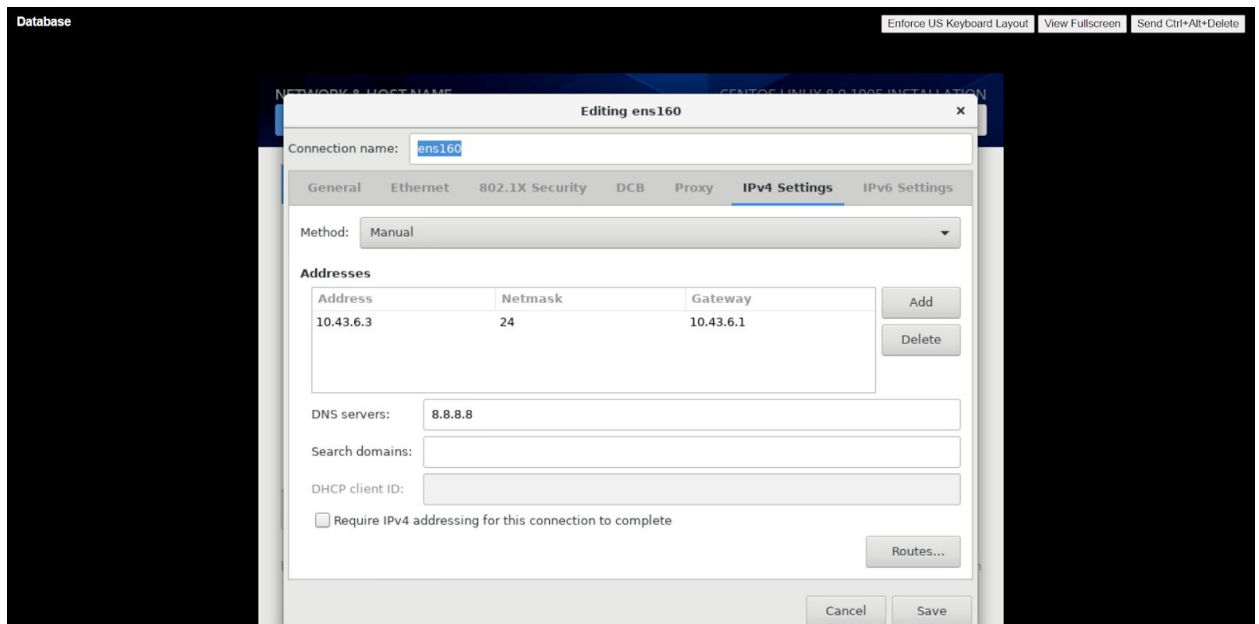 Database
Enforce US Keyboard Layout View Fullscreen Send Ctrl+Alt+Delete
NETWORK & HOST NAME CENTOS LINUX 8.0.1905 INSTALLATION
Editing ens160 ×
Connection name: ens160
General Ethernet 802.1X Security DCB Proxy IPv4 Settings IPv6 Settings
Method: Manual
Addresses
Address Netmask Gateway Add
10.43.6.3 24 10.43.6.1
Delete
DNS servers: 8.8.8.8
Search domains:
DHCP client ID:
Require IPv4 addressing for this connection to complete
Routes...
Cancel Save